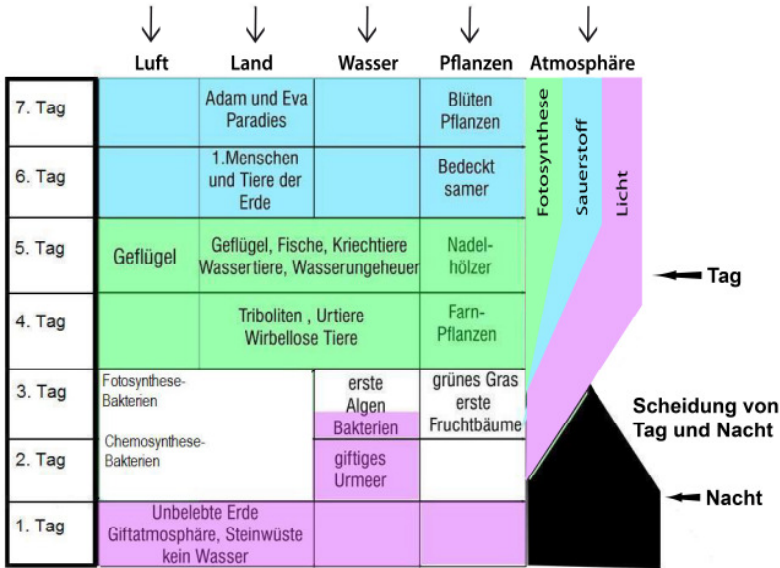 Luft Land Wasser Pflanzen Atmosphäre
7. Tag
Adam und Eva
Paradies
Blüten
Pflanzen
6. Tag
1.Menschen
und Tiere der
Erde
Bedeckt
samer
5. Tag
Geflügel
Geflügel, Fische, Kriechtiere
Wassertiere, Wasserungeheuer
Nadel-
hölzer
4. Tag
Triboliten , Urtiere
Wirbellose Tiere
Farn-
Pflanzen
3. Tag
Fotosynthese-
Bakterien
erste
Algen
Bakterien
grünes Gras
erste
Fruchtbäume
2. Tag
Chemosynthese-
Bakterien
giftiges
Urmeer
1. Tag
Unbelebte Erde
Giftatmosphäre, Steinwüste
kein Wasser
Fotosynthese
Sauerstoff
Licht
Tag
Scheidung von
Tag und Nacht
Nacht